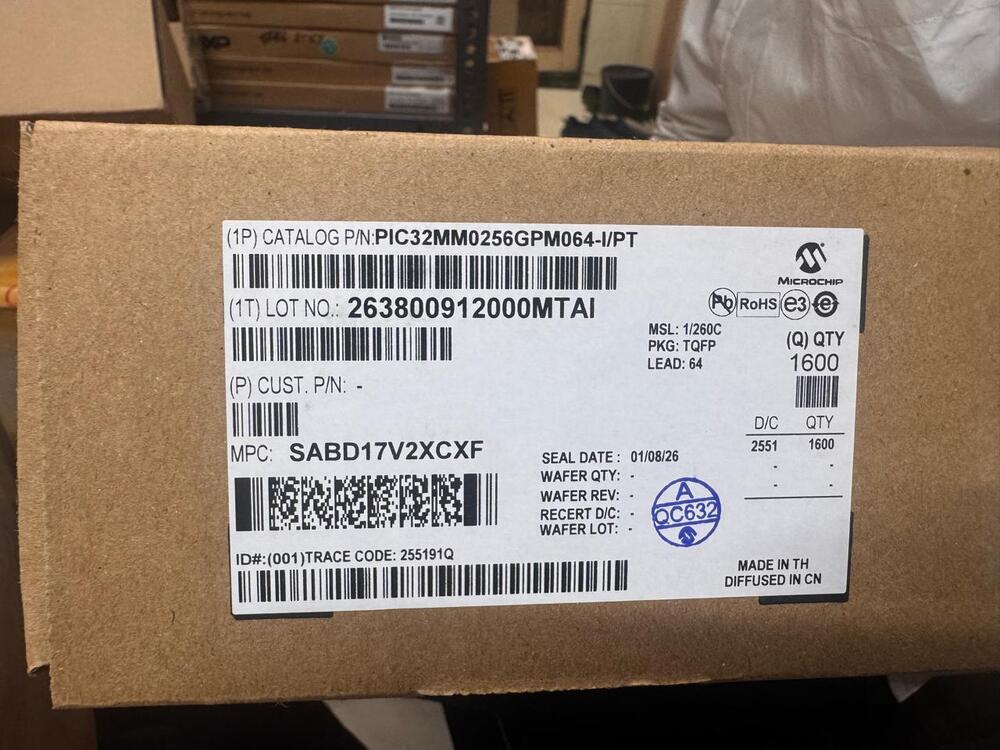 (1P) CATALOG P/N:PIC32MM0256GPM064-I/PT
MICROCHIP
(1T) LOT NO.: 263800912000MTAI
Pb RoHS e3 e
MSL: 1/260C
PKG: TQFP
LEAD: 64
(Q) QTY
1600
(P) CUST. P/N: -
D/C QTY
2551 1600
- -
- -
MPC: SABD17V2XCXF
SEAL DATE : 01/08/26
WAFER QTY: -
WAFER REV: -
RECERT D/C: -
WAFER LOT: -
A
QC632
ID#:(001)TRACE CODE: 255191Q
MADE IN TH
DIFFUSED IN CN